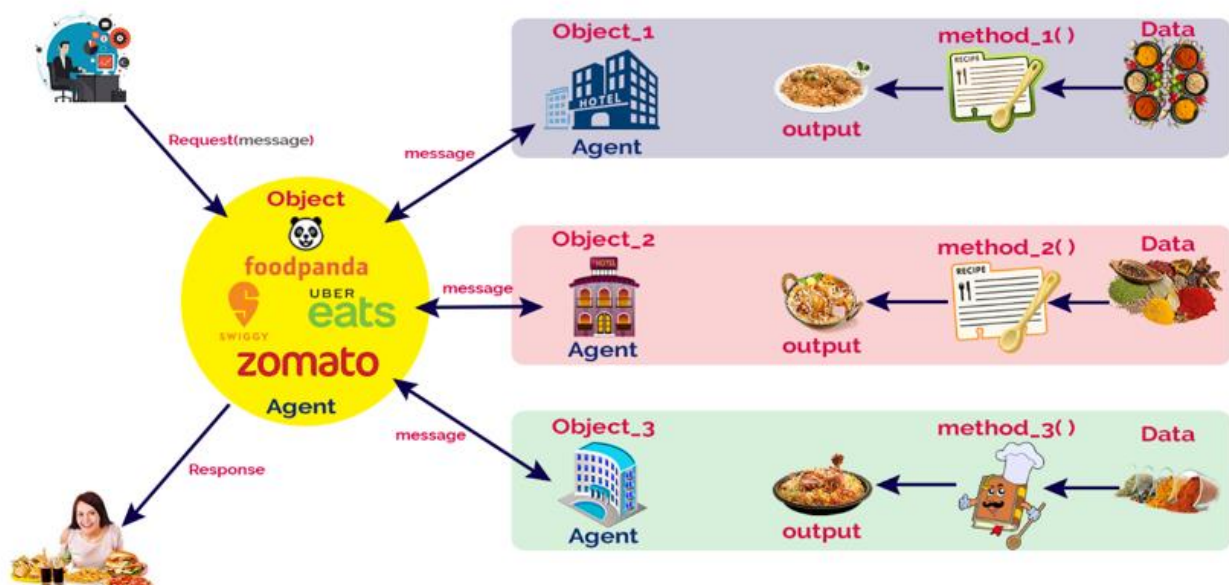 Request(message)
Object
foodpanda
SWIGGY
UBER
eats
zomato
Agent
Response
message
message
message
Object_1
HOTEL
Agent
output
method_1( )
RECIPE
Data
Object_2
HOTEL
Agent
output
method_2( )
RECIPE
Data
Object_3
Agent
output
method_3( )
Data